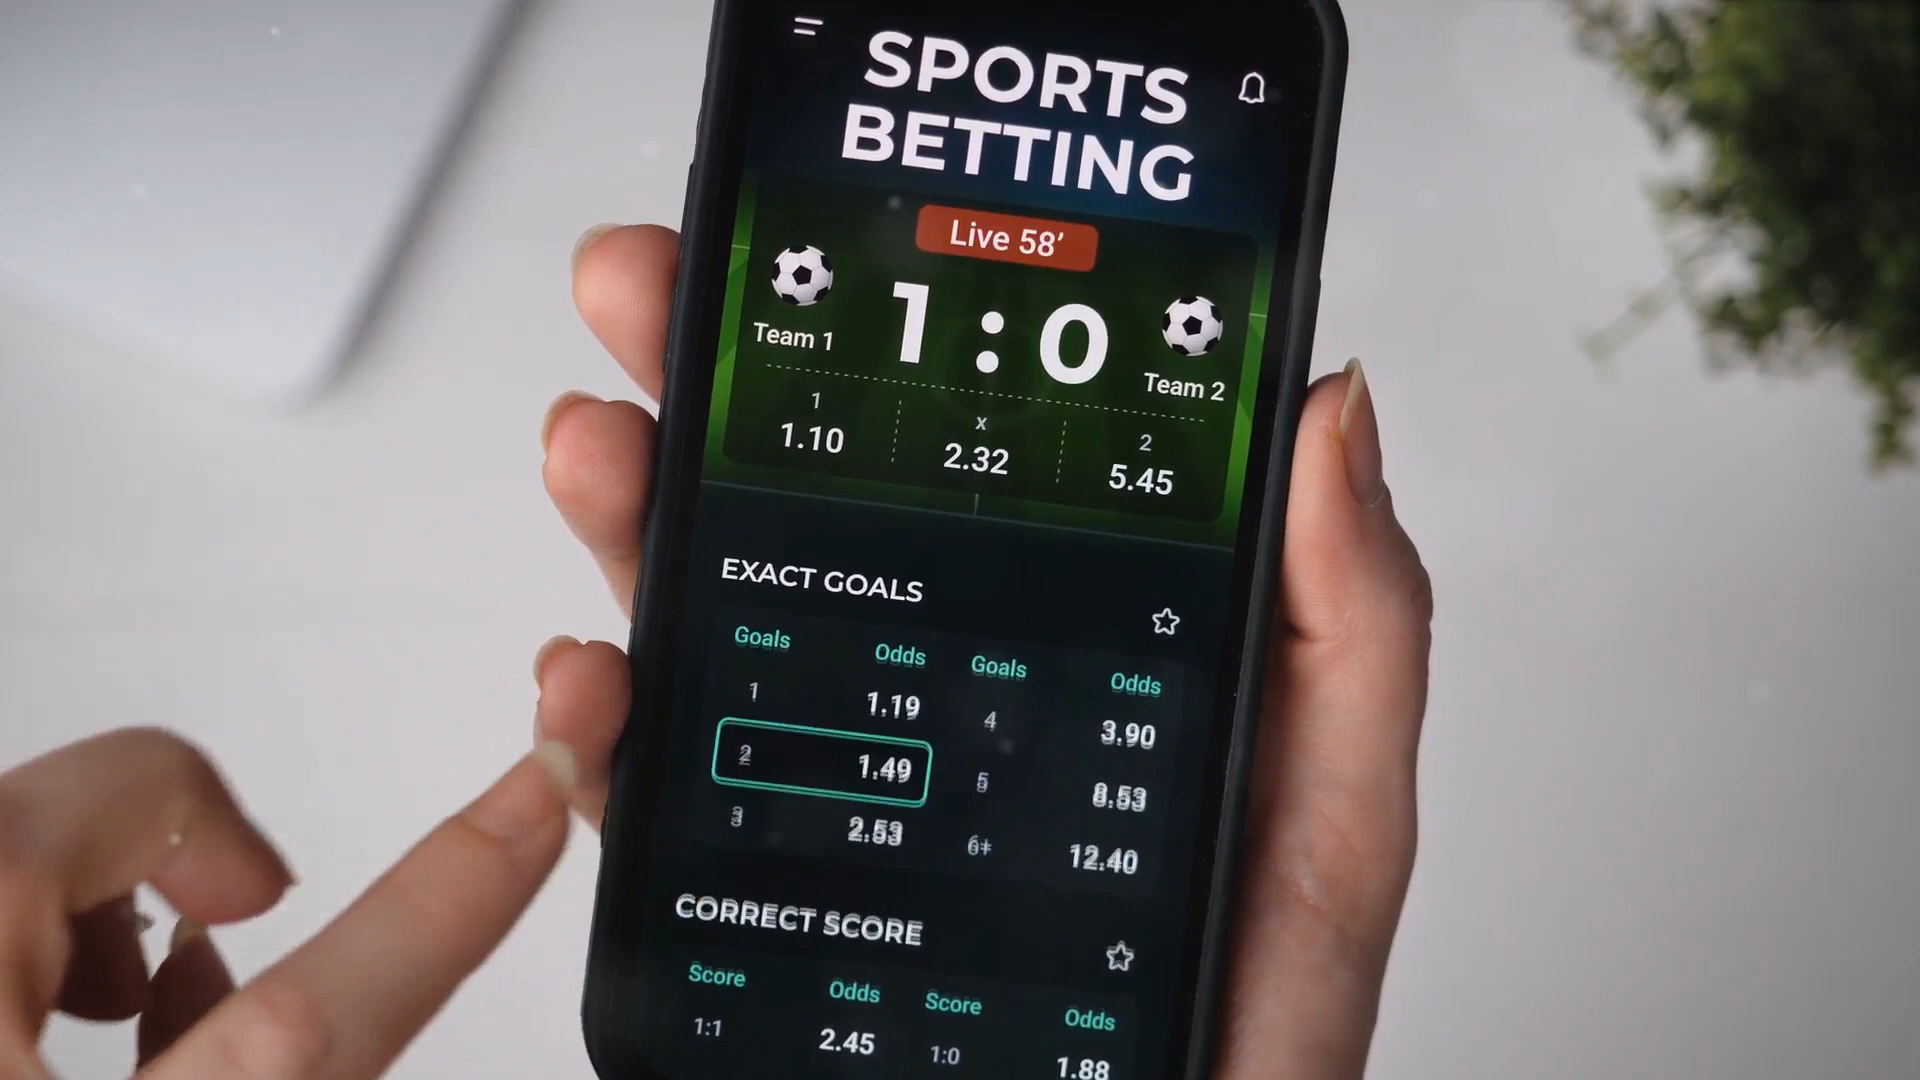 SPORTS
BETTING
Live 58'
1 : 0
Team 1
Team 2
1 x 2
1.10 2.32 5.45
EXACT GOALS
Goals Odds Goals Odds
1 1.19 4 3.90
2 1.49 5 8.53
3 2.53 6+ 12.40
CORRECT SCORE
Score Odds Score Odds
1:1 2.45 1:0 1.88